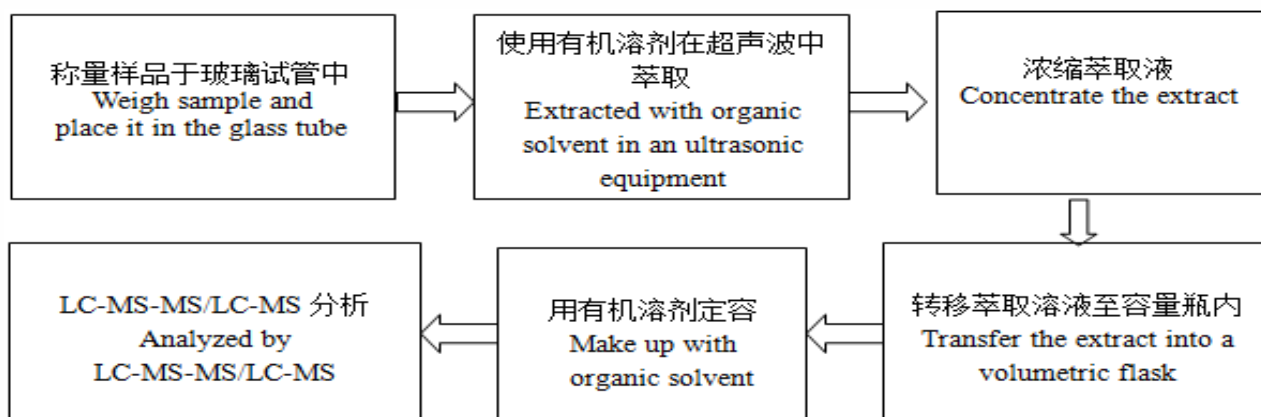 称量样品于玻璃试管中
Weigh sample and
place it in the glass tube
使用有机溶剂在超声波中
萃取
Extracted with organic
solvent in an ultrasonic
equipment
浓缩萃取液
Concentrate the extract
转移萃取溶液至容量瓶内
Transfer the extract into a
volumetric flask
用有机溶剂定容
Make up with
organic solvent
LC-MS-MS/LC-MS 分析
Analyzed by
LC-MS-MS/LC-MS